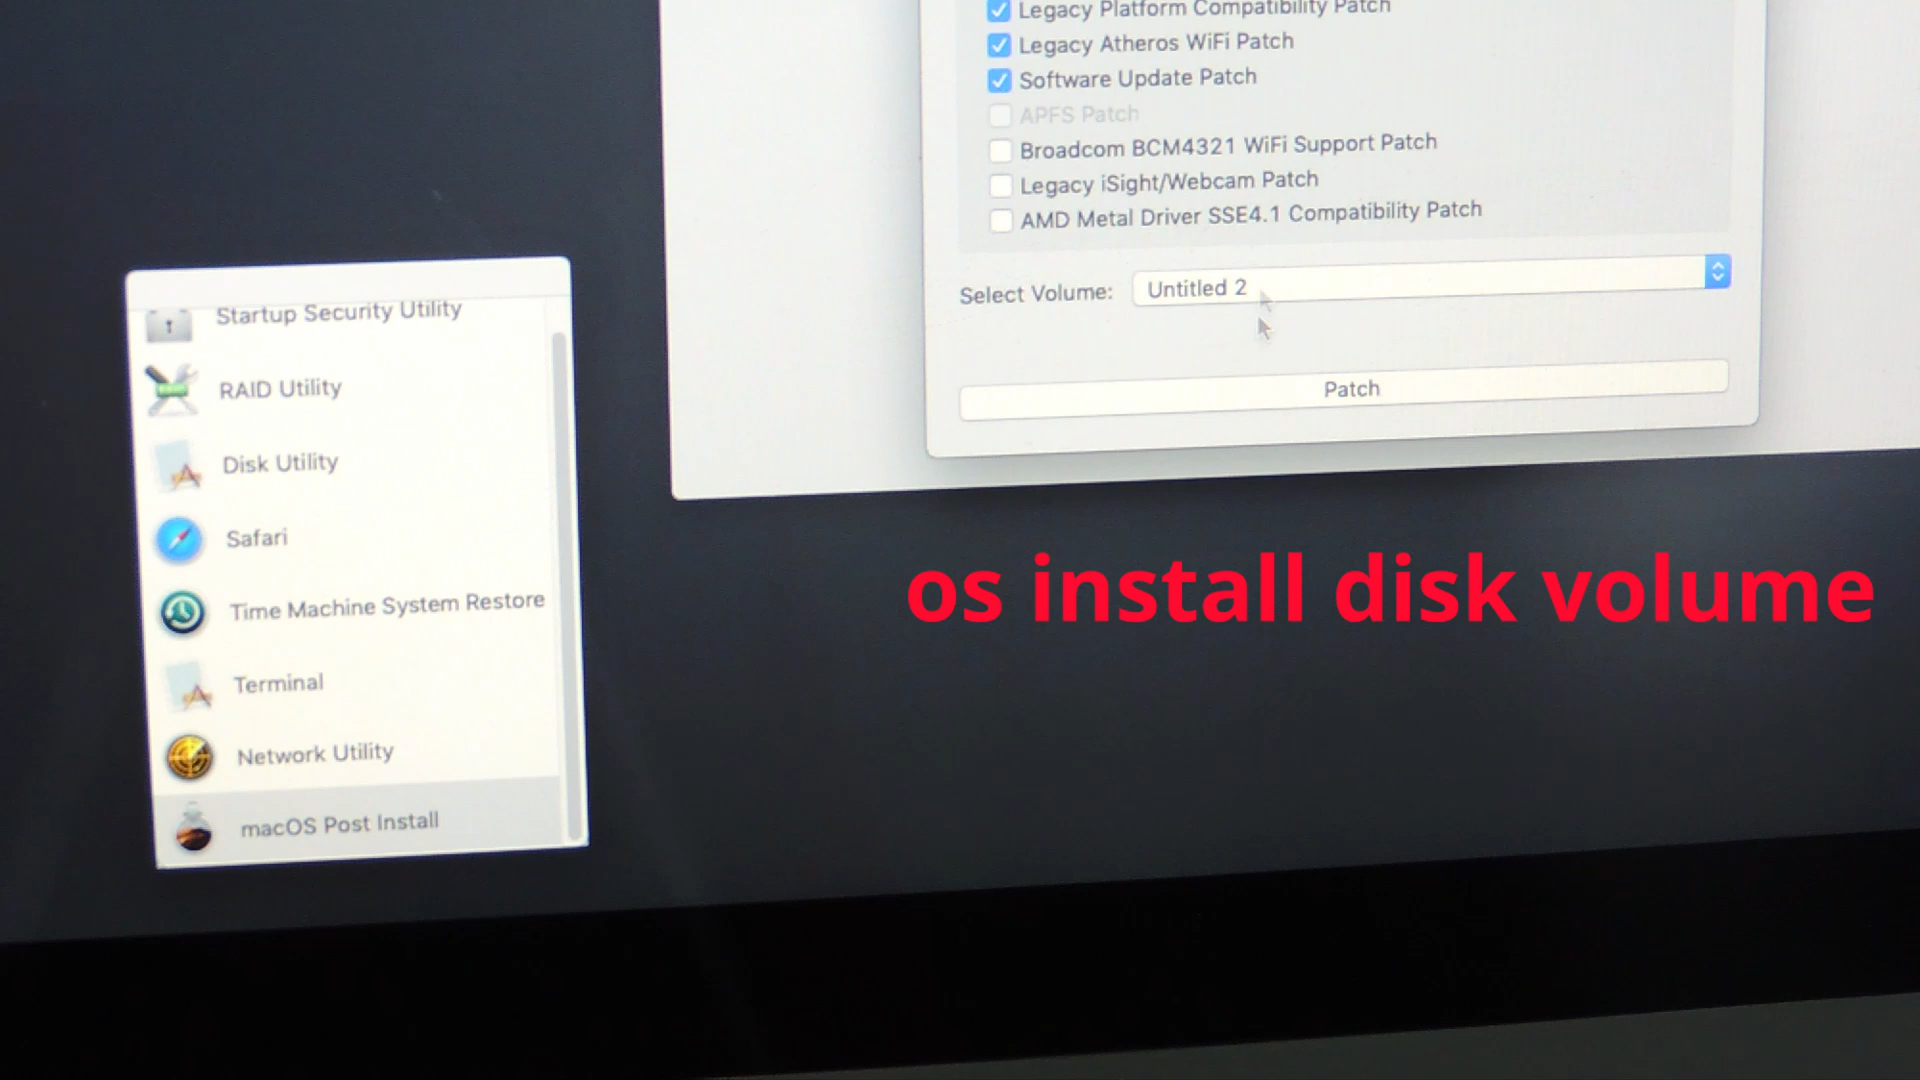 Legacy Platform Compatibility Patch
Legacy Atheros WiFi Patch
Software Update Patch
APFS Patch
Broadcom BCM4321 WiFi Support Patch
Legacy iSight/Webcam Patch
AMD Metal Driver SSE4.1 Compatibility Patch
Select Volume: Untitled 2
Patch
Startup Security Utility
RAID Utility
Disk Utility
Safari
Time Machine System Restore
Terminal
Network Utility
macOS Post Install
os install disk volume